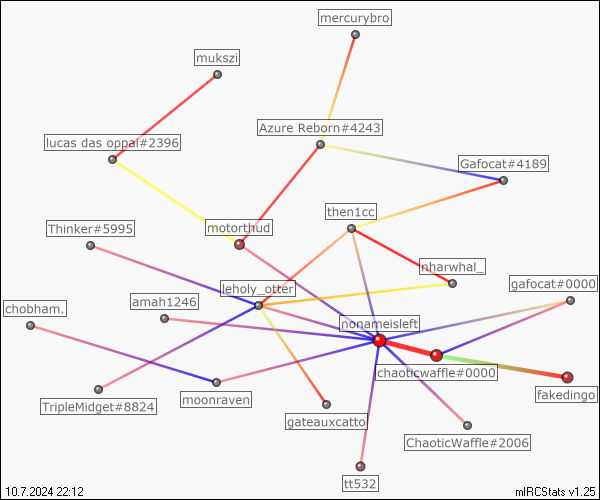 mercurybro
mukszi
Azure Reborn#4243
lucas das oppai#2396
Gafocat#4189
then1cc
Thinker#5995
motorthud
nharwhal_
leholy_otter
gafocat#0000
amah1246
chobham.
nonameisleft
chaoticwaffle#0000
fakedingo
moonraven
TripleMidget#8824
gateauxcatto
ChaoticWaffle#2006
tt532
10.7.2024 22:12
mIRCStats v1.25